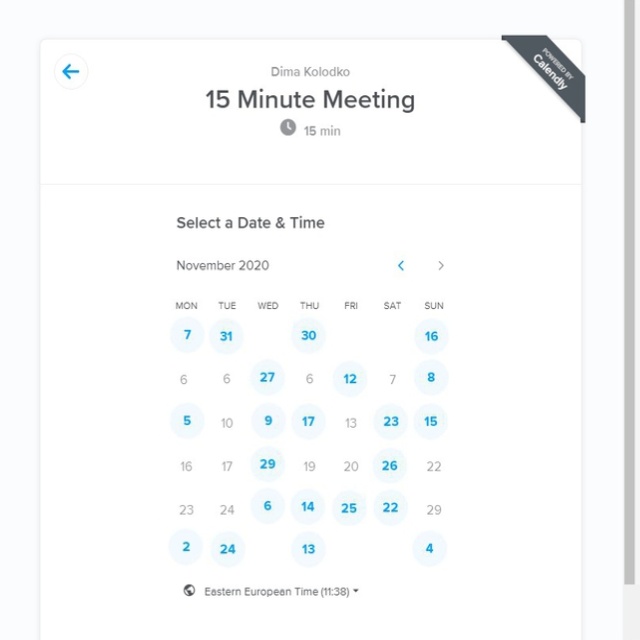 POWERED BY
Calendly
Dima Kolodko
15 Minute Meeting
15 min
Select a Date & Time
November 2020
MON TUE WED THU FRI SAT SUN
7 31 30 16
6 6 27 6 12 7 8
5 10 9 17 13 23 15
16 17 29 19 20 26 22
23 24 6 14 25 22 29
2 24 13 4
Eastern European Time (11:38)